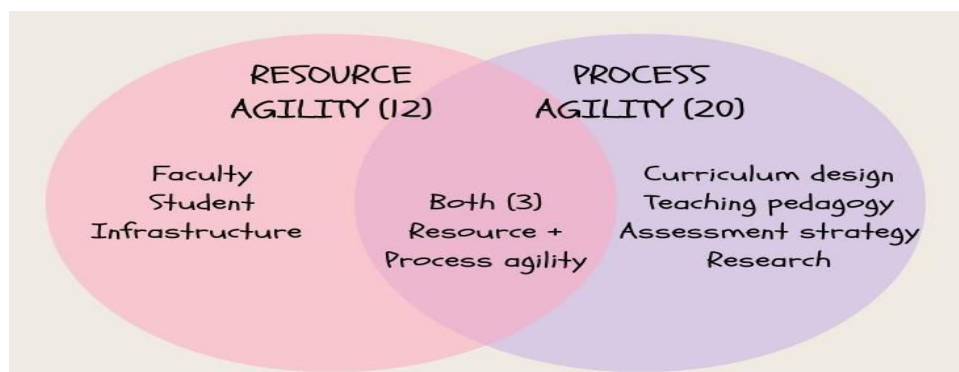 RESOURCE
AGILITY (12)
PROCESS
AGILITY (20)
Faculty
Student
Infrastructure
Both (3)
Resource +
Process agility
Curriculum design
Teaching pedagogy
Assessment strategy
Research